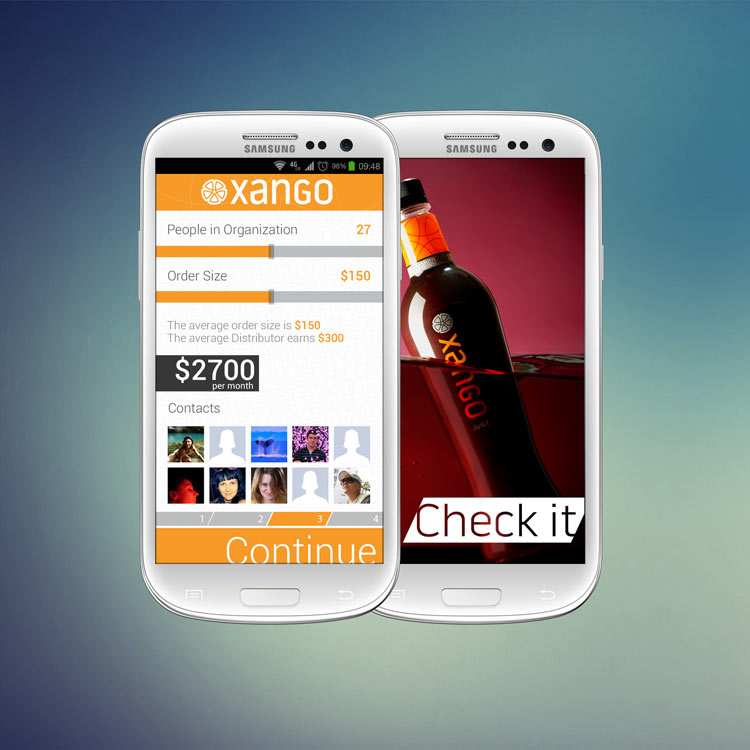 SAMSUNG
4G
98%
09:48
xango
People in Organization 27
Order Size $150
The average order size is $150
The average Distributor earns $300
$2700
per month
Contacts
1 2 3 4
Continue
SAMSUNG
xango
JUICE
Check it